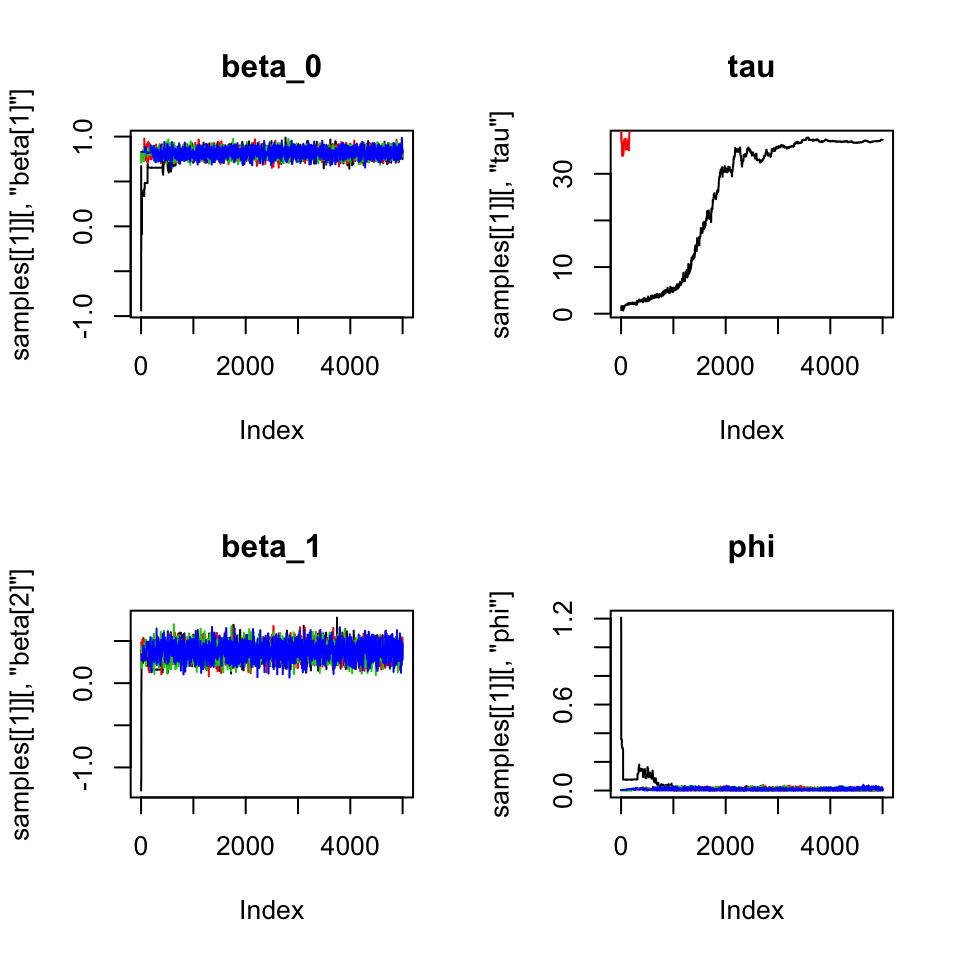 beta_0
samples[[1]][, "beta[1]"]
1.0
0.0
-1.0
0
2000
4000
Index
tau
samples[[1]][, "tau"]
30
10
0
0
2000
4000
Index
beta_1
samples[[1]][, "beta[2]"]
0.0
-1.0
0
2000
4000
Index
phi
samples[[1]][, "phi"]
1.2
0.6
0.0
0
2000
4000
Index